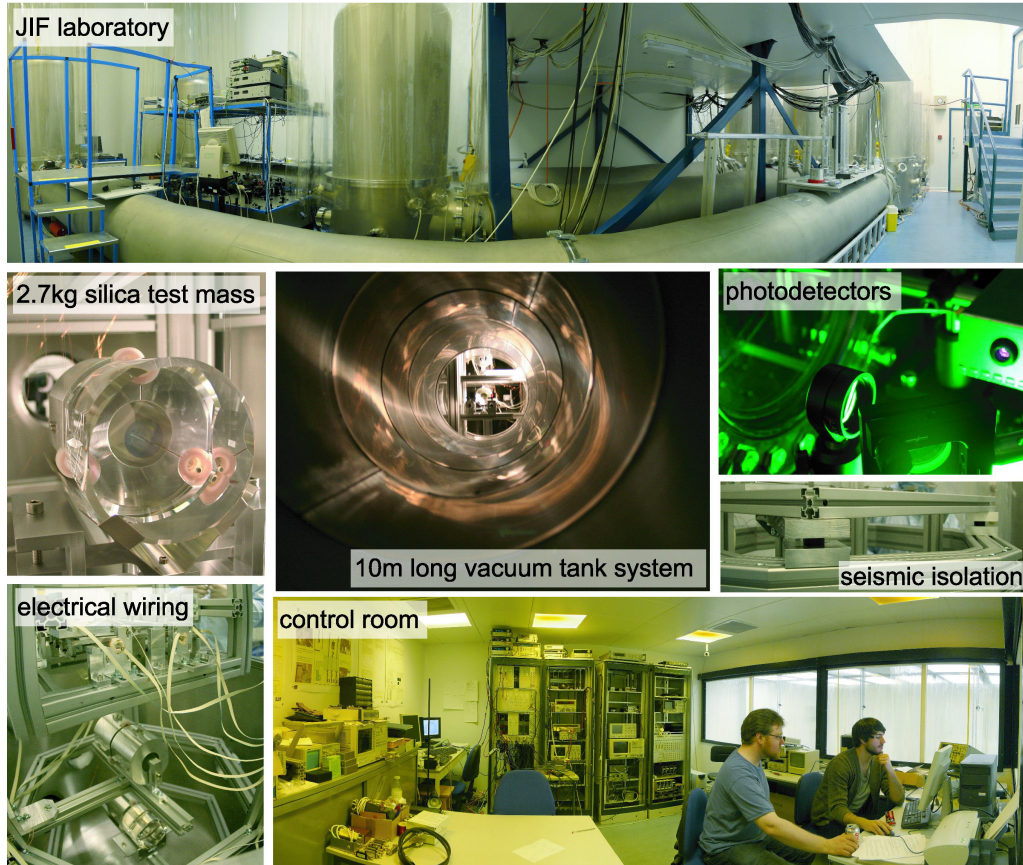 JIF laboratory
2.7kg silica test mass
photodetectors
10m long vacuum tank system
seismic isolation
electrical wiring
control room